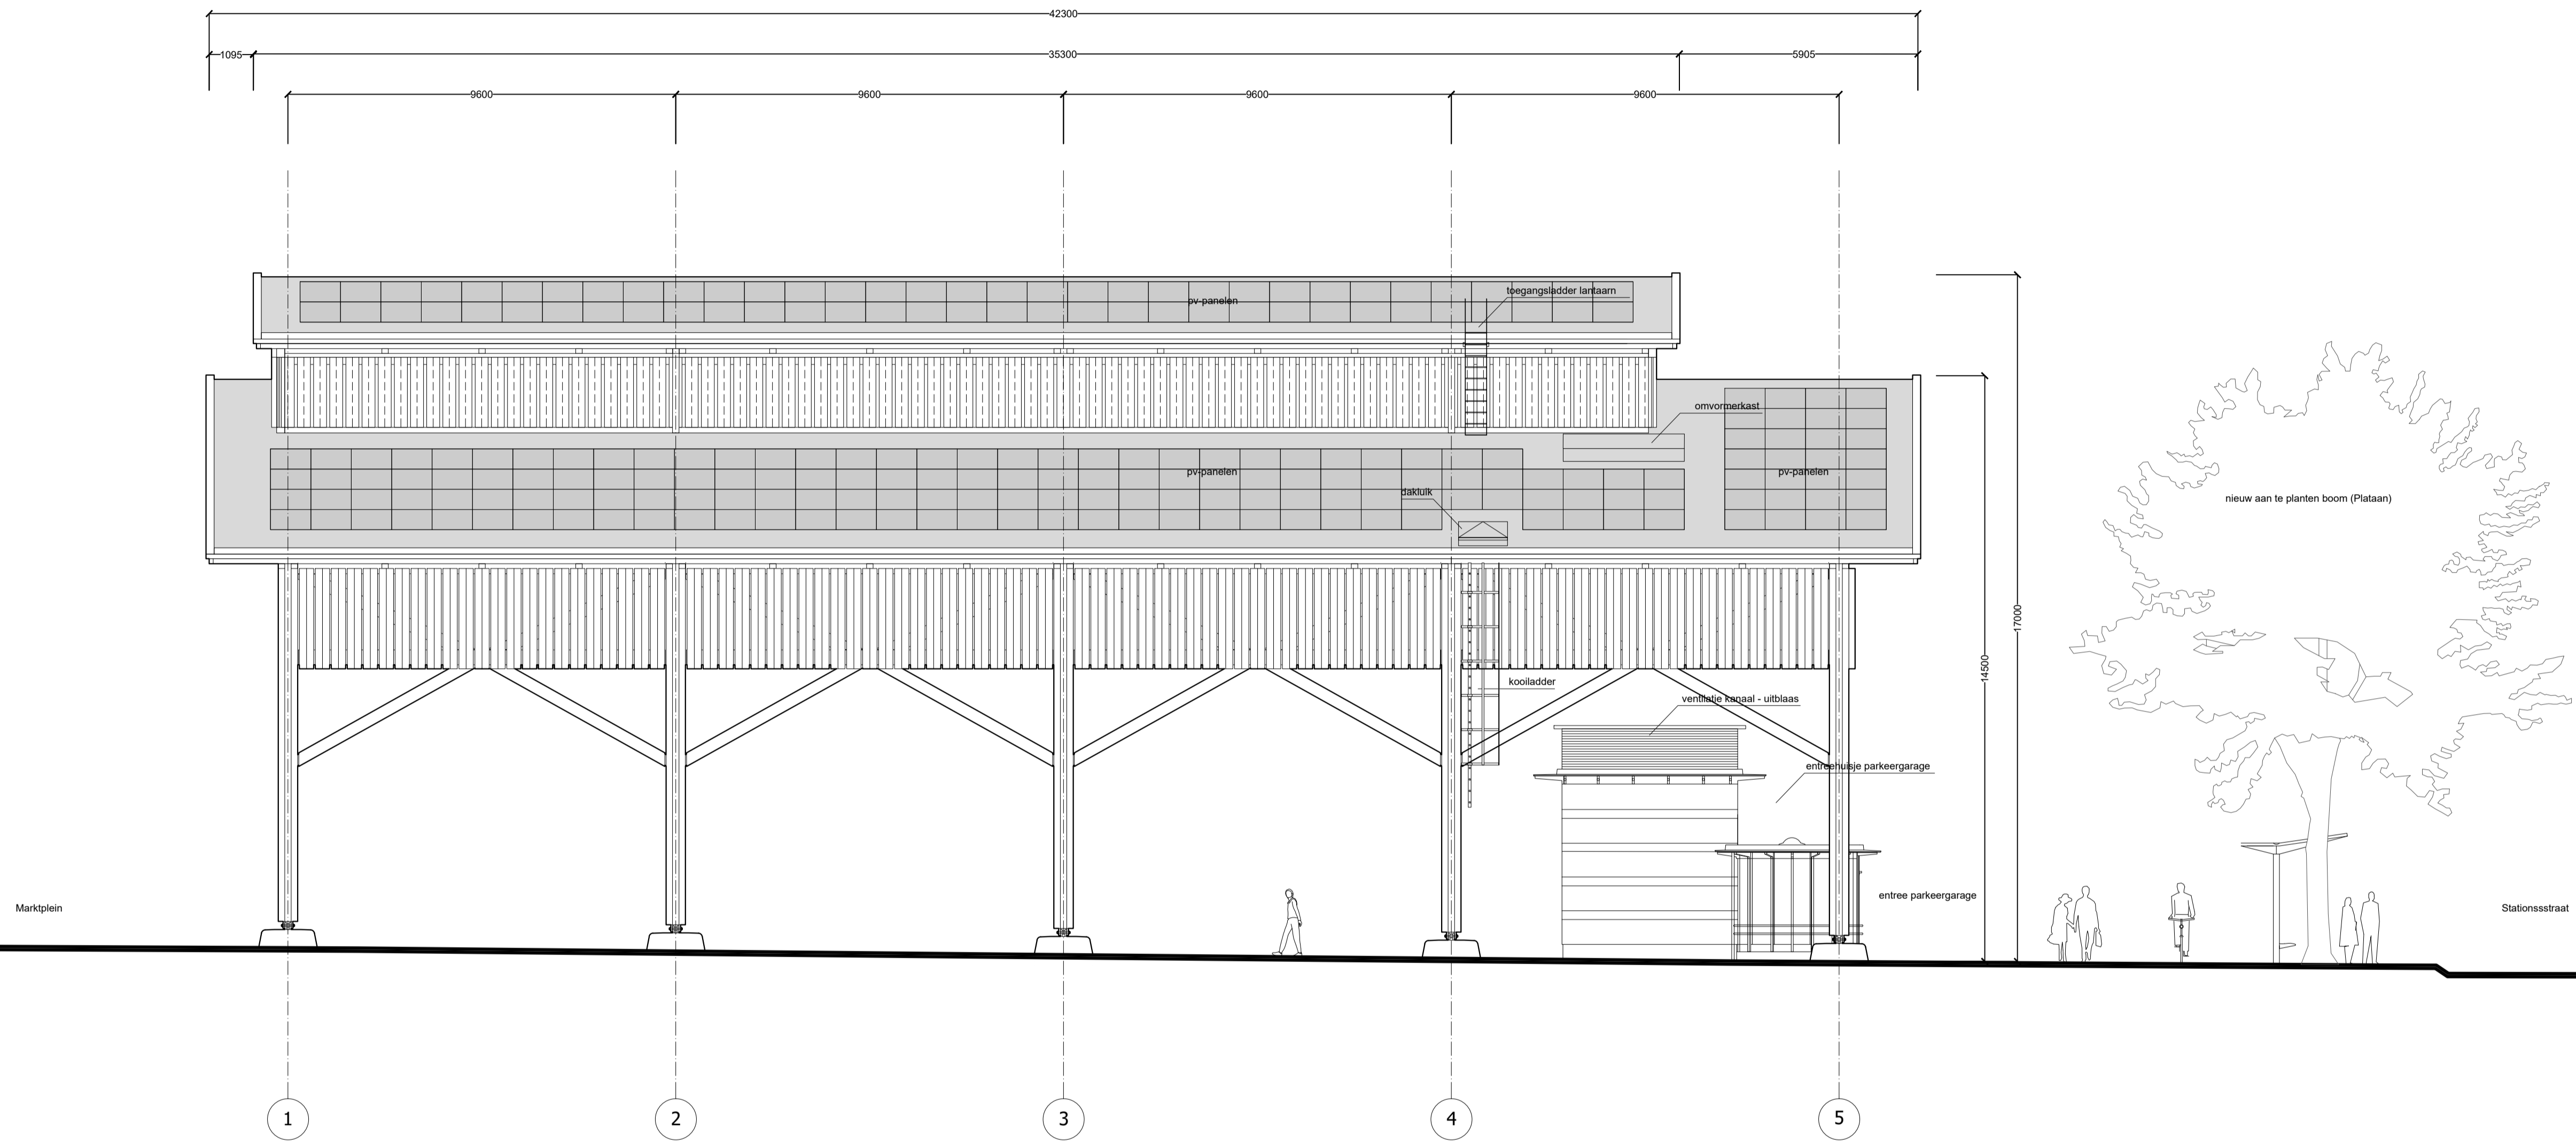 42300
1095
35300
5905
9600
9600
9600
9600
toegangsladder lantaarn
pv-panelen
omvormerkast
pv-panelen
pv-panelen
dakluik
nieuw aan te planten boom (Plataan)
17000
14500
kooiladder
ventilatie kanaal - uitblaas
entreehuisje parkeergarage
entree parkeergarage
Marktplein
Stationssstraat
1
2
3
4
5